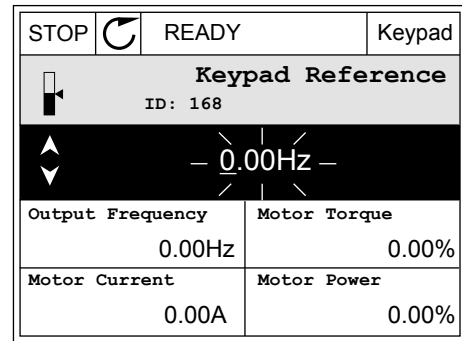 STOP READY Keypad
Keypad Reference
ID: 168
0.00Hz
Output Frequency Motor Torque
0.00Hz 0.00%
Motor Current Motor Power
0.00A 0.00%